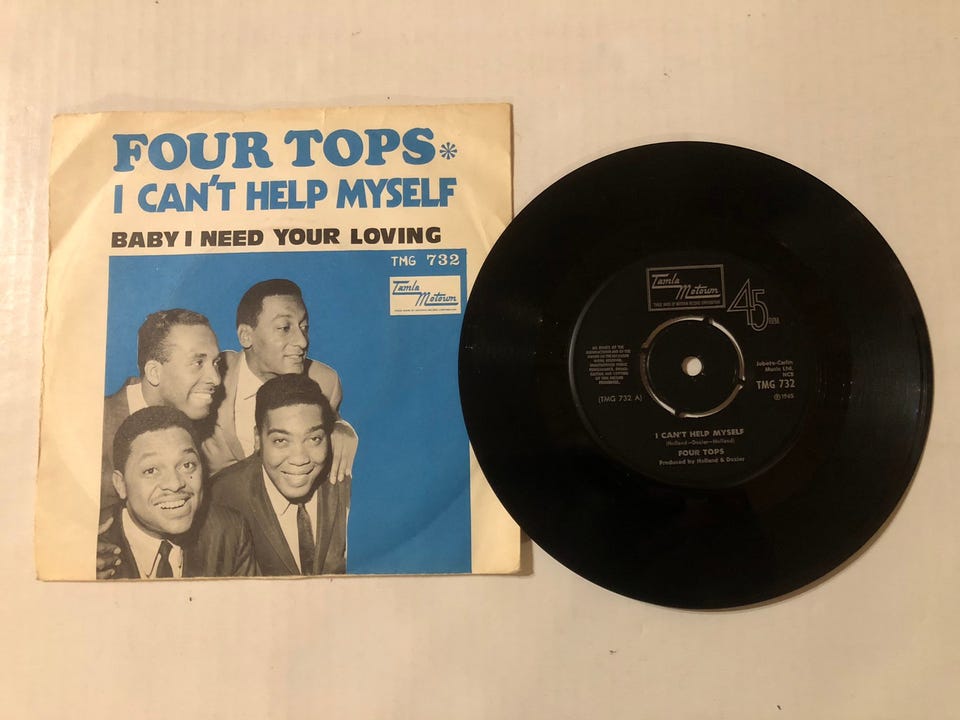 FOUR TOPS*
I CAN'T HELP MYSELF
BABY I NEED YOUR LOVING
TMG 732
Tamla
Motown
Tamla
Motown
45
RPM
Jobete-Carlin
Music Ltd.
NCB
TMG 732
℗ 1965
(TMG 732 A)
I CAN'T HELP MYSELF
(Holland-Dozier-Holland)
FOUR TOPS
Produced by Holland & Dozier